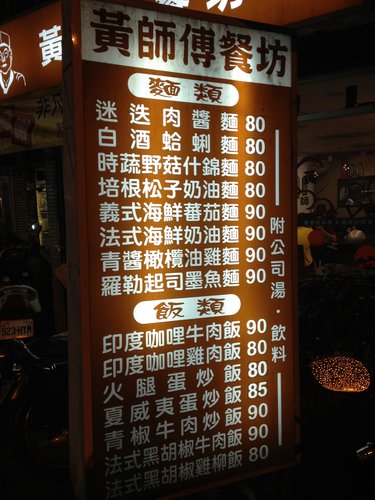 黃
黃師傅餐坊
麵類
迷迭肉醬麵 80
白酒蛤蜊麵 80
時蔬野菇什錦麵 80
培根松子奶油麵 80
義式海鮮蕃茄麵 90
法式海鮮奶油麵 90
青醬橄欖油雞麵 90
羅勒起司墨魚麵 90
附公司湯·飲料
飯類
印度咖哩牛肉飯 90
印度咖哩雞肉飯 80
火腿蛋炒飯 80
夏威夷蛋炒飯 85
青椒牛肉炒飯 90
法式黑胡椒牛肉飯 90
法式黑胡椒雞柳飯 80
923-HYM